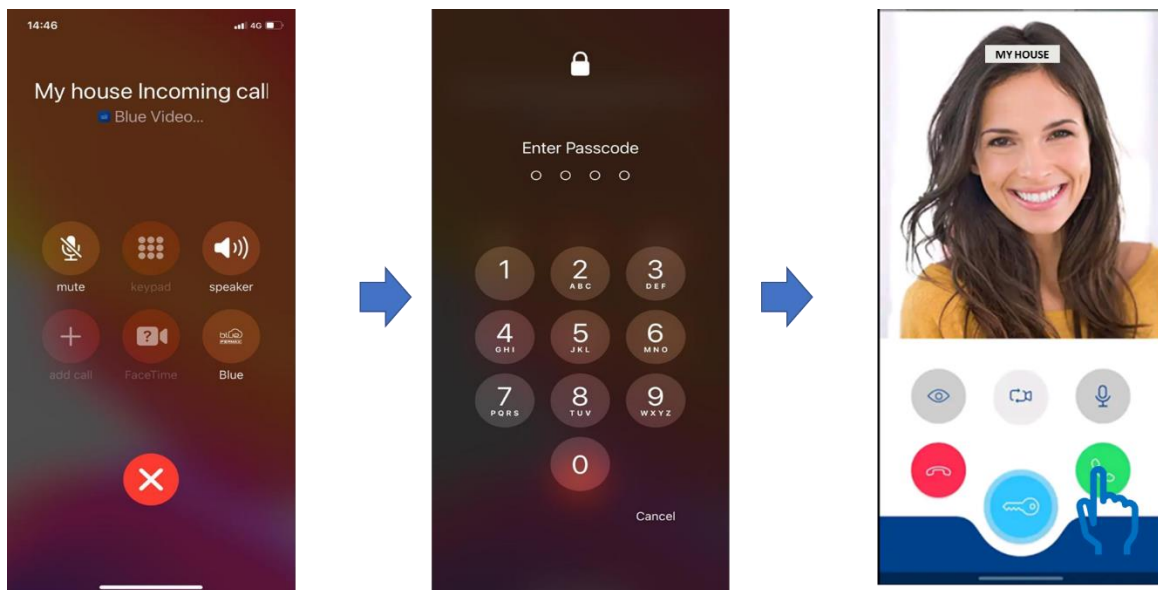 14:46
4G
My house Incoming call
Blue Video...
mute
keypad
speaker
add call
FaceTime
blue
FERMAX
Blue
Enter Passcode
1
2
ABC
3
DEF
4
GHI
5
JKL
6
MNO
7
PQRS
8
TUV
9
WXYZ
0
Cancel
MY HOUSE